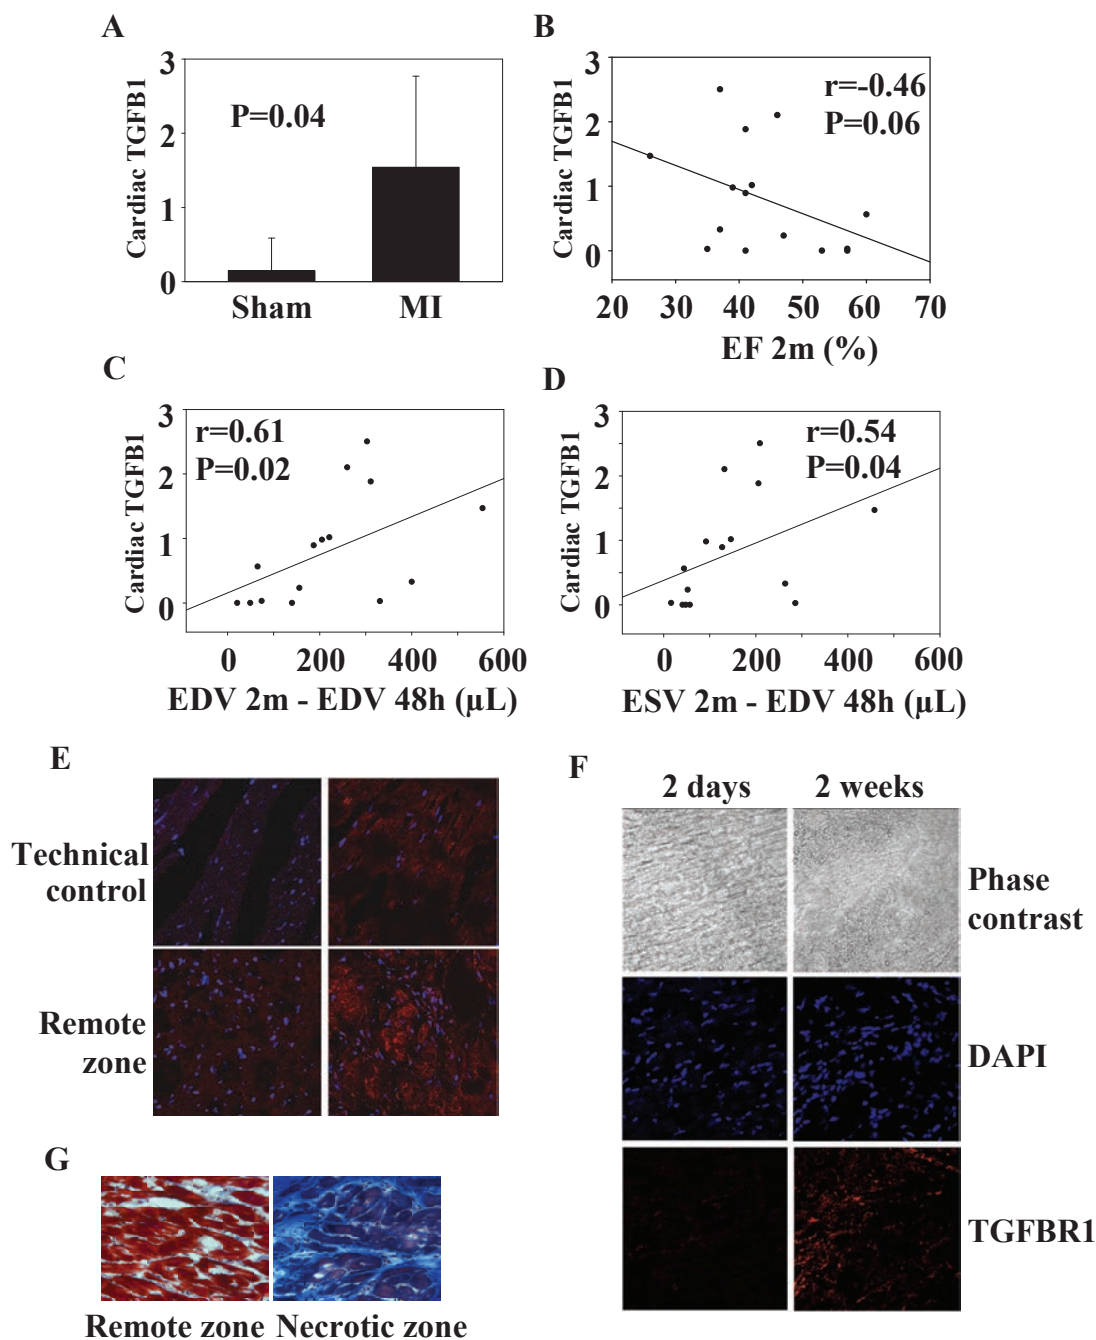 A
Cardiac TGFB1
3
2
1
0
P=0.04
Sham MI
B
Cardiac TGFB1
3
2
1
0
r=-0.46
P=0.06
20 30 40 50 60 70
EF 2m (%)
C
Cardiac TGFB1
3
2
1
0
r=0.61
P=0.02
0 200 400 600
EDV 2m - EDV 48h (µL)
D
Cardiac TGFB1
3
2
1
0
r=0.54
P=0.04
0 200 400 600
ESV 2m - EDV 48h (µL)
E
Technical
control
Remote
zone
F
2 days 2 weeks
Phase
contrast
DAPI
TGFBR1
G
Remote zone Necrotic zone